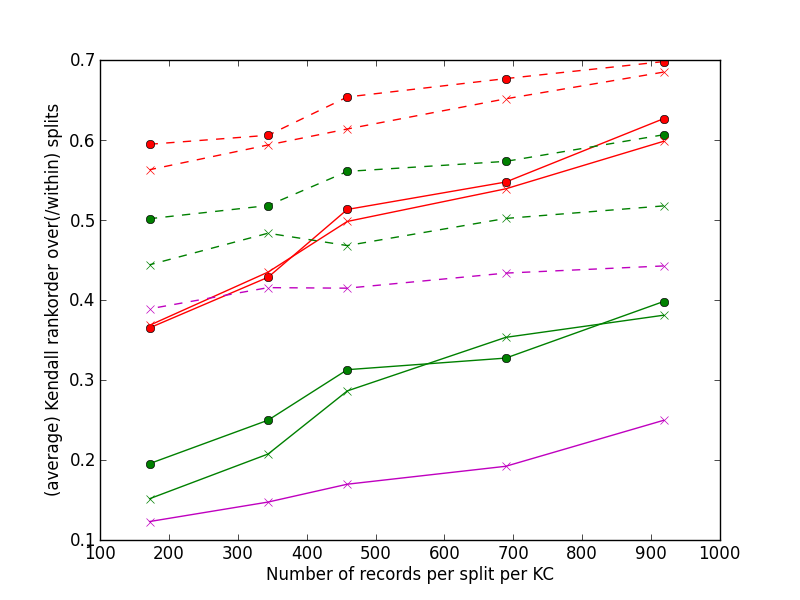 (average) Kendall rankorder over(/within) splits
0.7
0.6
0.5
0.4
0.3
0.2
0.1
100 200 300 400 500 600 700 800 900 1000
Number of records per split per KC